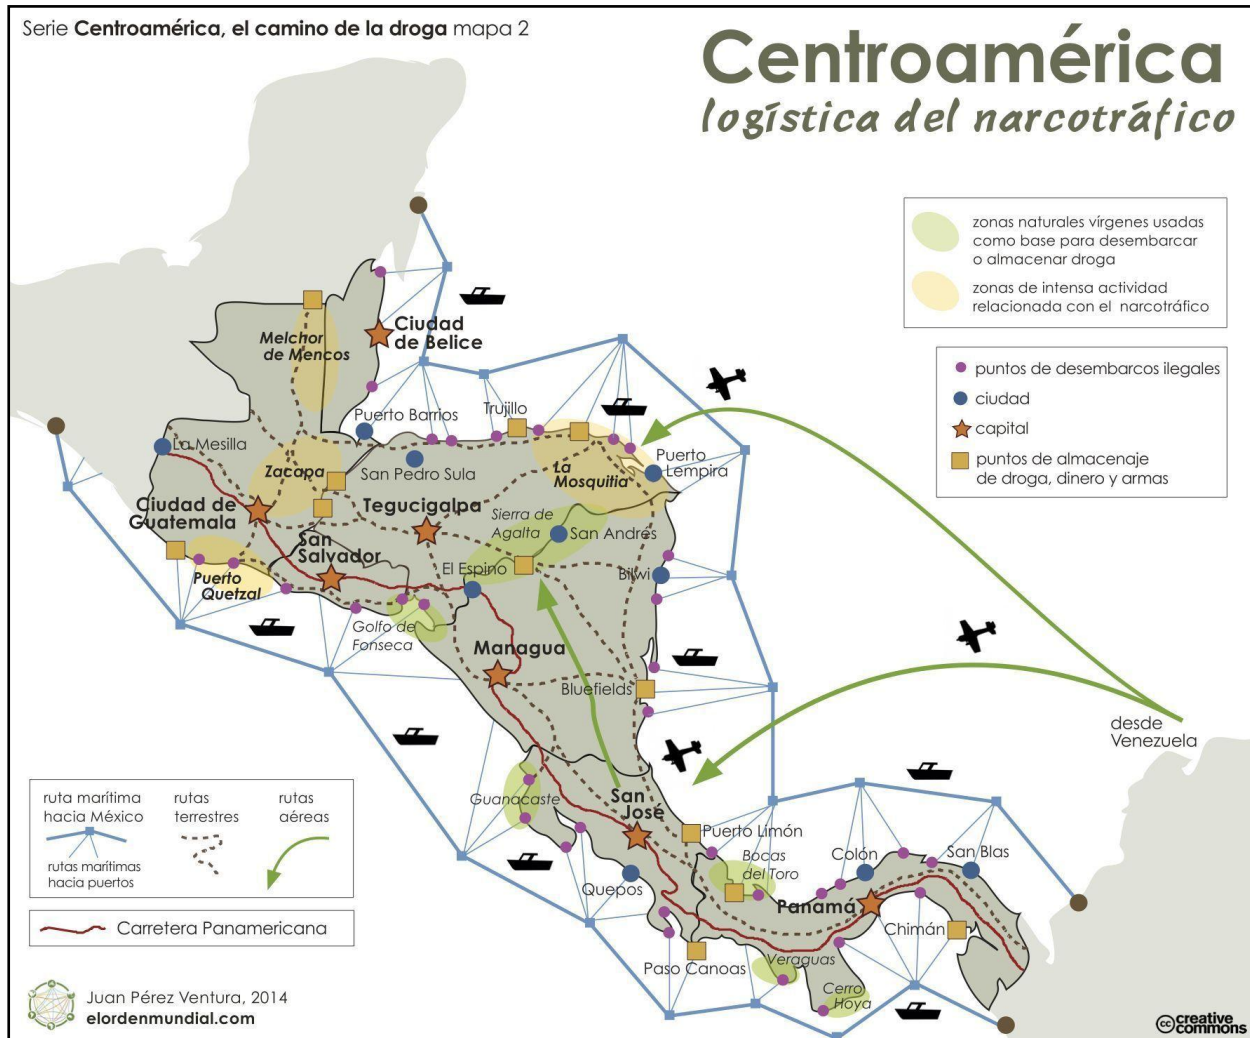 Serie Centroamérica, el camino de la droga mapa 2
Centroamérica
logística del narcotráfico
zonas naturales vírgenes usadas
como base para desembarcar
o almacenar droga
zonas de intensa actividad
relacionada con el narcotráfico
puntos de desembarcos ilegales
ciudad
capital
puntos de almacenaje
de droga, dinero y armas
Ciudad
de Belice
Melchor
de Mencos
Puerto Barrios
Trujillo
La Mesilla
San Pedro Sula
Zacapa
La
Mosquitia
Puerto
Lempira
Ciudad de
Guatemala
Tegucigalpa
Sierra de
Agalta
San Andrés
San
Salvador
El Espino
Bilwi
Puerto
Quetzal
Golfo de
Fonseca
Managua
Bluefields
desde
Venezuela
Guanacaste
San
José
Puerto Limón
Bocas
del Toro
Colón
San Blas
Quepos
Panamá
Chimán
Paso Canoas
Veraguas
Cerro
Hoya
ruta marítima
hacia México
rutas
terrestres
rutas
aéreas
rutas marítimas
hacia puertos
Carretera Panamericana
Juan Pérez Ventura, 2014
elordenmundial.com
cc creative
commons